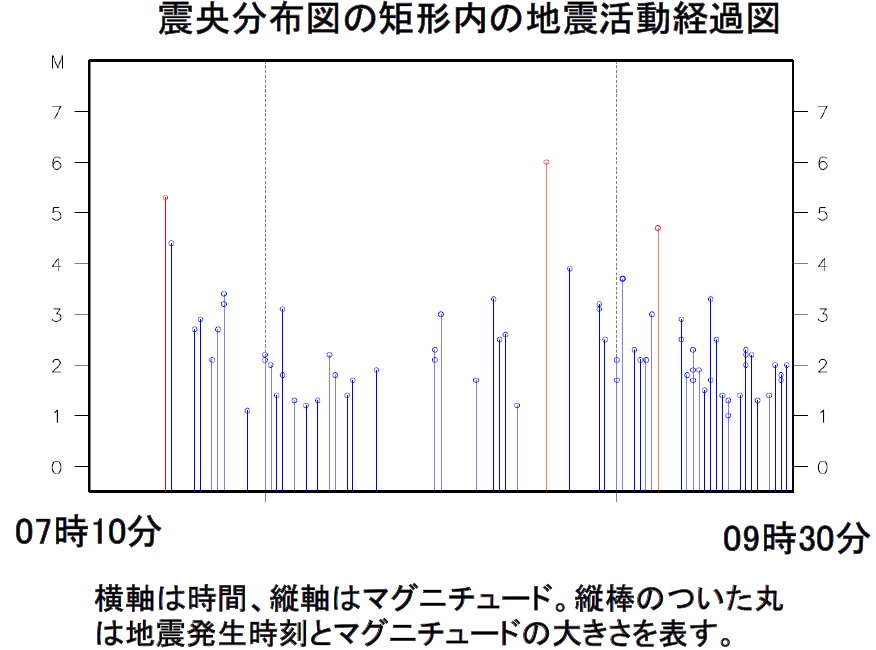 震央分布図の矩形内の地震活動経過図
M
7 7
6 6
5 5
4 4
3 3
2 2
1 1
0 0
07時10分
09時30分
横軸は時間、縦軸はマグニチュード。縦棒のついた丸
は地震発生時刻とマグニチュードの大きさを表す。